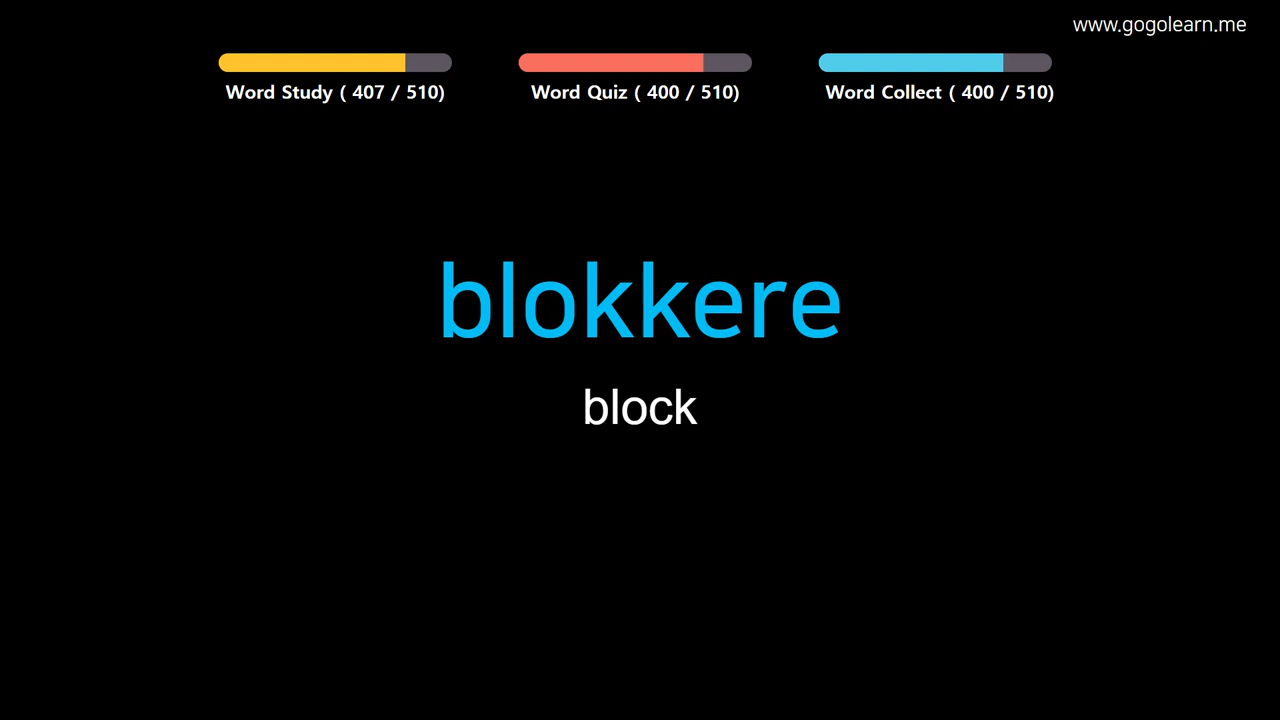 www.gogolearn.me
Word Study ( 407 / 510)
Word Quiz ( 400 / 510)
Word Collect ( 400 / 510)
blokkere
block